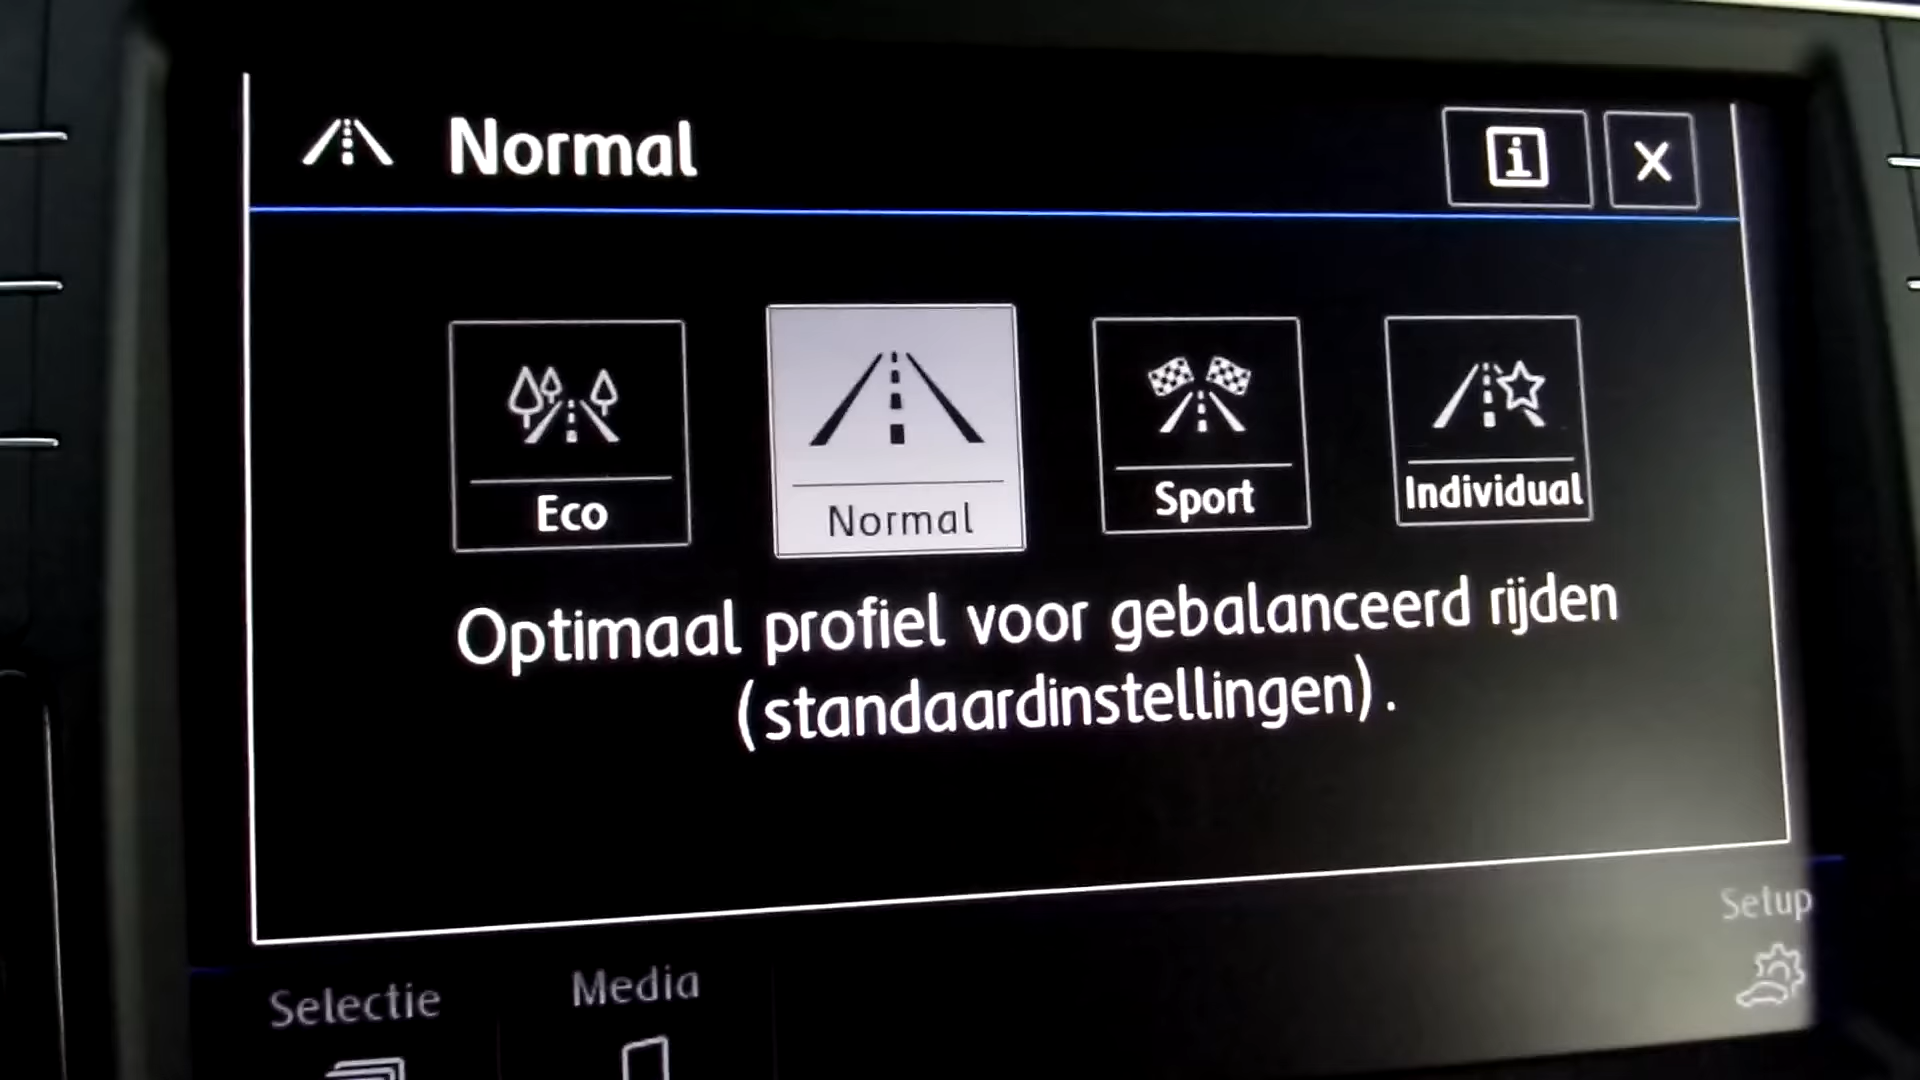 Normal
Eco
Normal
Sport
Individual
Optimaal profiel voor gebalanceerd rijden
(standaardinstellingen).
Setup
Selectie
Media